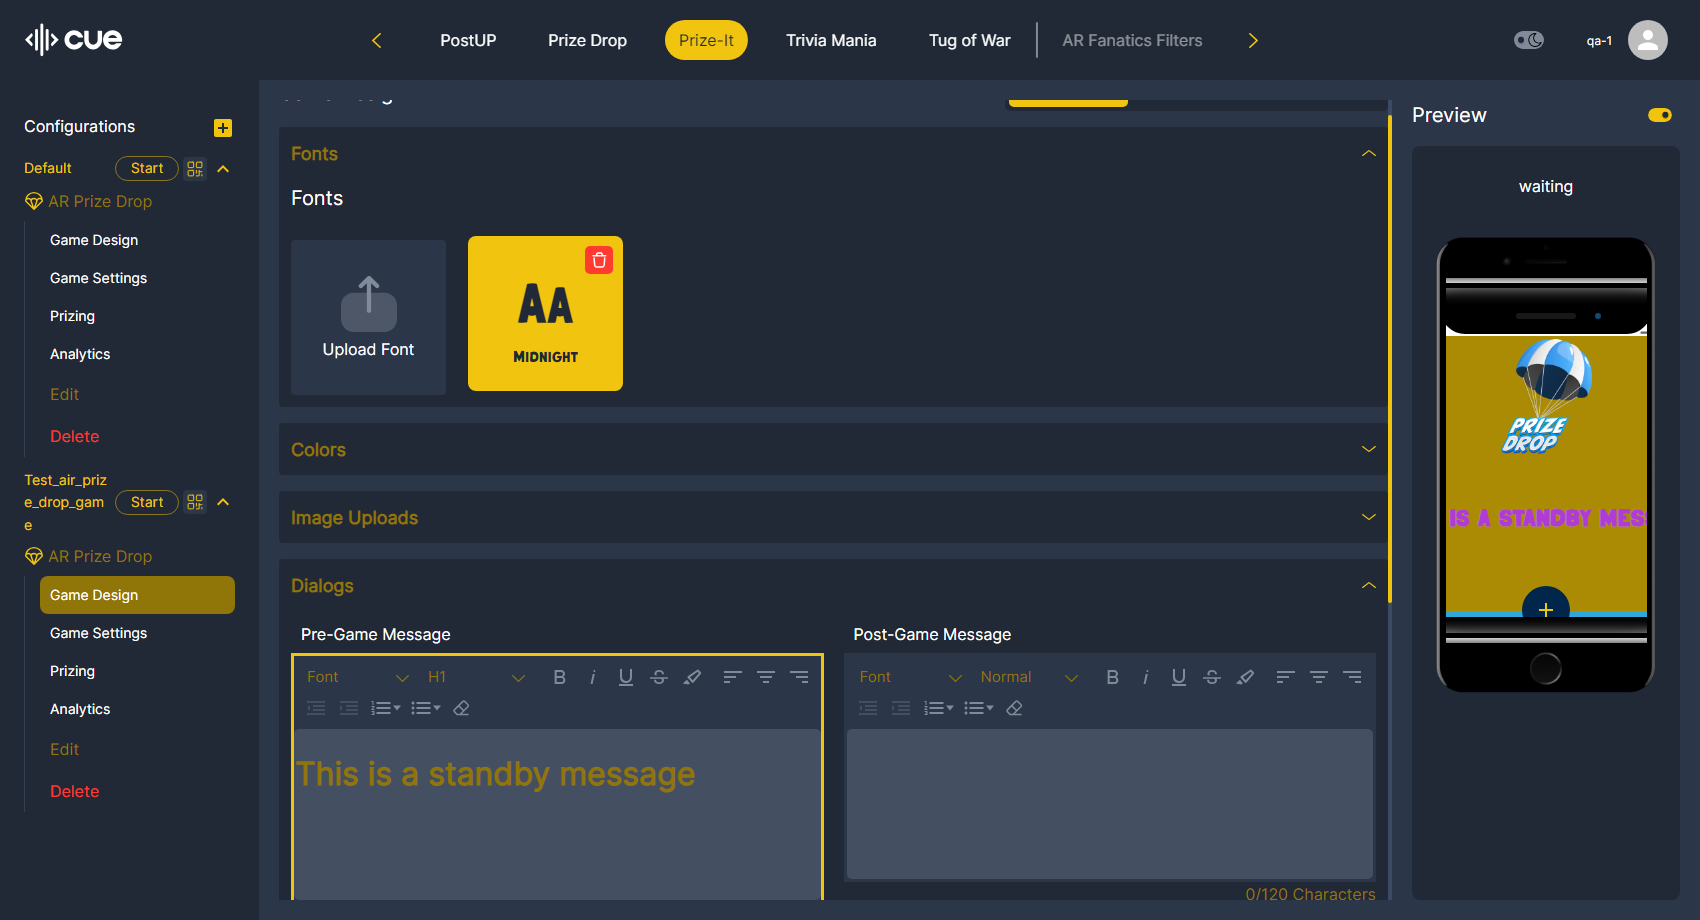 cue
PostUP
Prize Drop
Prize-It
Trivia Mania
Tug of War
AR Fanatics Filters
qa-1
Configurations
Default
Start
AR Prize Drop
Game Design
Game Settings
Prizing
Analytics
Edit
Delete
Test_air_priz
e_drop_gam
e
Start
AR Prize Drop
Game Design
Game Settings
Prizing
Analytics
Edit
Delete
Fonts
Fonts
Upload Font
AA
MIDNIGHT
Colors
Image Uploads
Dialogs
Pre-Game Message
Font
H1
B
i
U
S
This is a standby message
Post-Game Message
Font
Normal
B
i
U
S
0/120 Characters
Preview
waiting
PRIZE
DROP
IS A STANDBY MES